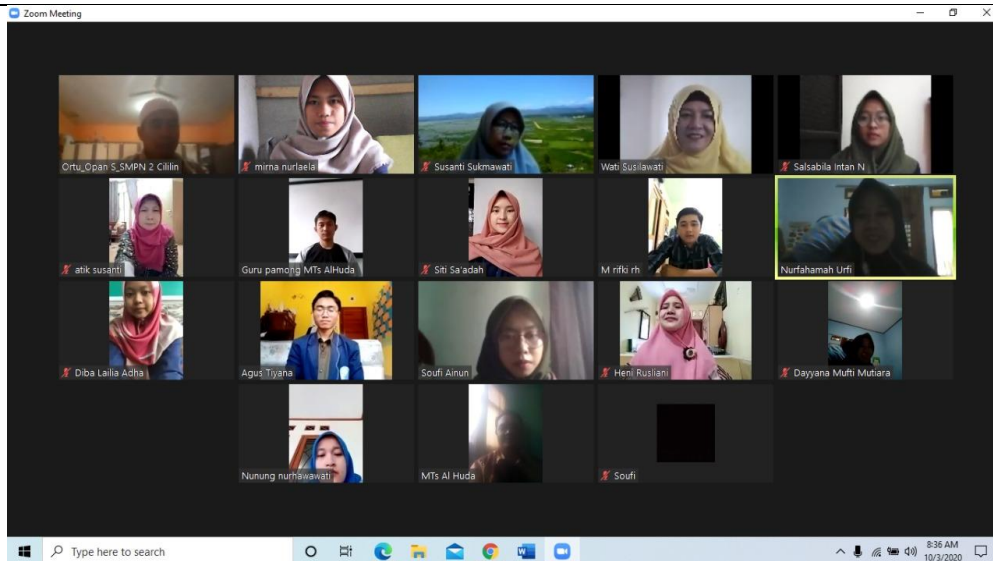 Zoom Meeting
Ortu_Opan S_SMPN 2 Cililin
mirna nurlaela
Susanti Sukmawati
Wati Susilawati
Salsabila Intan N
atik susanti
Guru pamong MTs AlHuda
Siti Sa'adah
M rifki rh
Nurfahamah Urfi
Diba Lailia Adha
Agus Tiyana
Soufi Ainun
Heni Rusliani
Dayyana Mufti Mutiara
Nunung nurhawawati
MTs Al Huda
Soufi
Type here to search
8:36 AM
10/3/2020